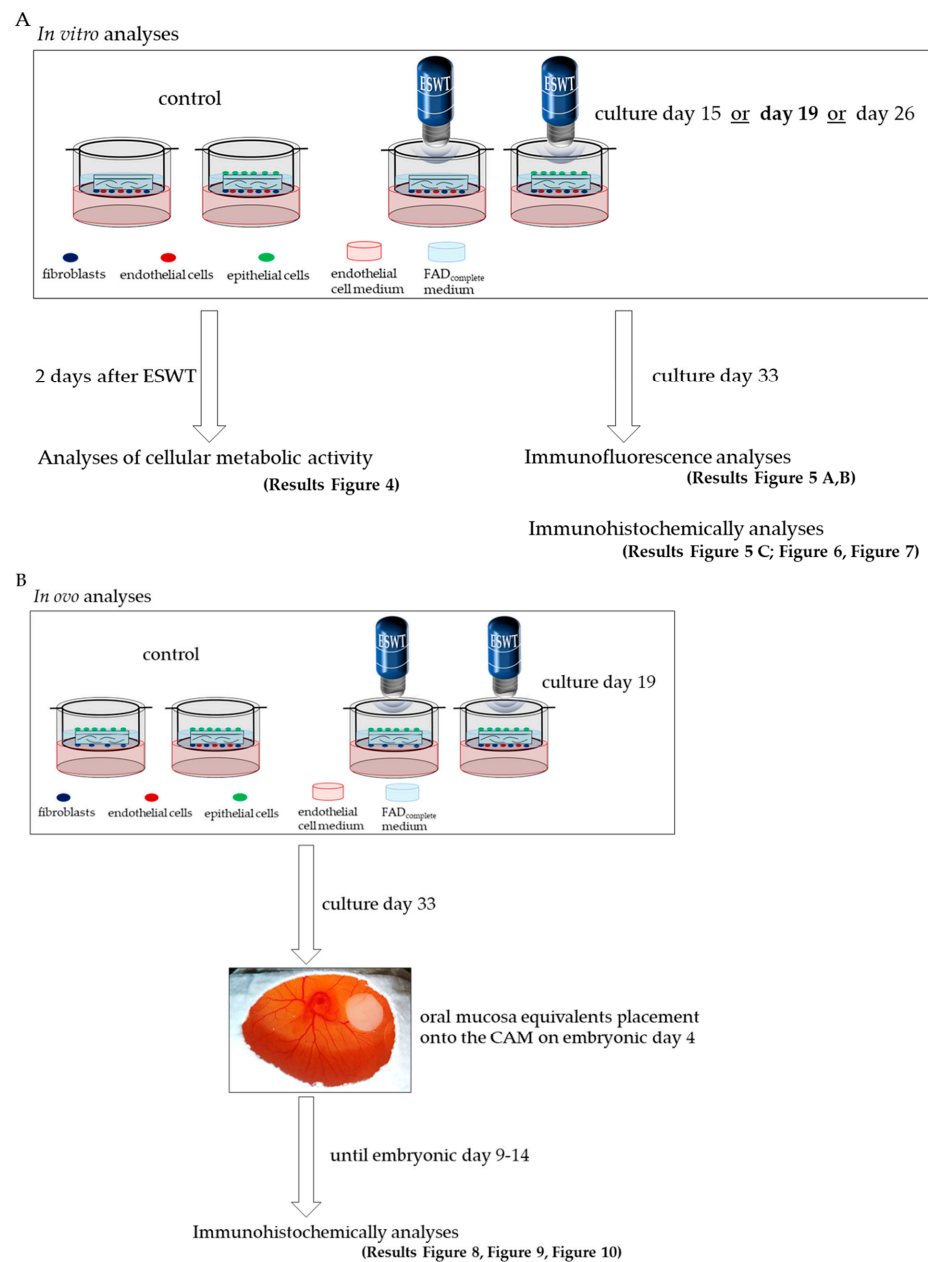 A
In vitro analyses
control
ESWT
ESWT
culture day 15 or day 19 or day 26
fibroblasts
endothelial cells
epithelial cells
endothelial
cell medium
FADcomplete
medium
2 days after ESWT
culture day 33
Analyses of cellular metabolic activity
(Results Figure 4)
Immunofluorescence analyses
(Results Figure 5 A,B)
Immunohistochemically analyses
(Results Figure 5 C; Figure 6, Figure 7)
B
In ovo analyses
control
ESWT
ESWT
culture day 19
fibroblasts
endothelial cells
epithelial cells
endothelial
cell medium
FADcomplete
medium
culture day 33
oral mucosa equivalents placement
onto the CAM on embryonic day 4
until embryonic day 9-14
Immunohistochemically analyses
(Results Figure 8, Figure 9, Figure 10)